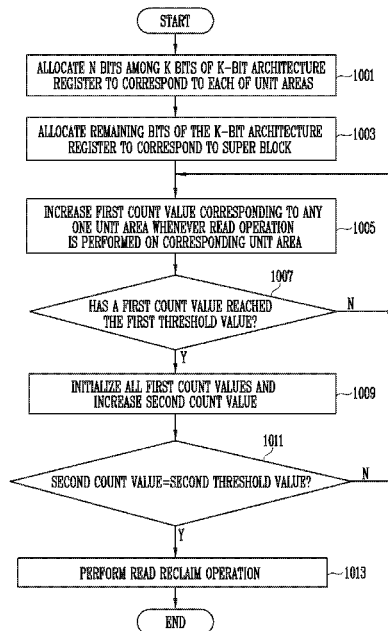 START
ALLOCATE N BITS AMONG K BITS OF K-BIT ARCHITECTURE
REGISTER TO CORRESPOND TO EACH OF UNIT AREAS
1001
ALLOCATE REMAINING BITS OF THE K-BIT ARCHITECTURE
REGISTER TO CORRESPOND TO SUPER BLOCK
1003
INCREASE FIRST COUNT VALUE CORRESPONDING TO ANY
ONE UNIT AREA WHENEVER READ OPERATION
IS PERFORMED ON CORRESPONDING UNIT AREA
1005
1007
HAS A FIRST COUNT VALUE REACHED
THE FIRST THRESHOLD VALUE?
N
Y
INITIALIZE ALL FIRST COUNT VALUES AND
INCREASE SECOND COUNT VALUE
1009
1011
SECOND COUNT VALUE=SECOND THRESHOLD VALUE?
N
Y
PERFORM READ RECLAIM OPERATION
1013
END